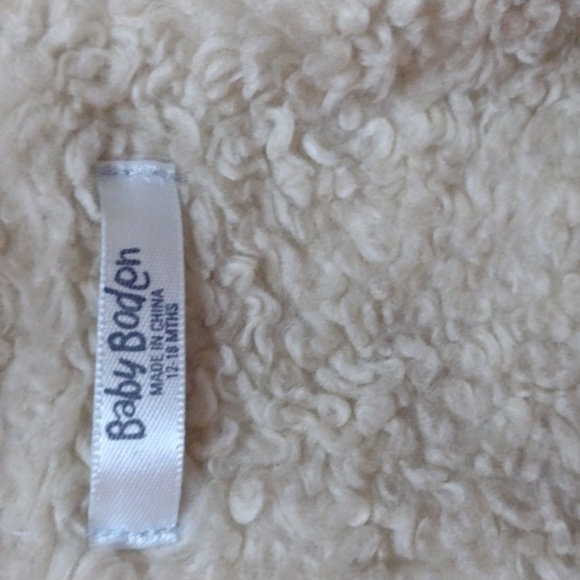 Baby Boden
MADE IN CHINA
12-18 MTHS